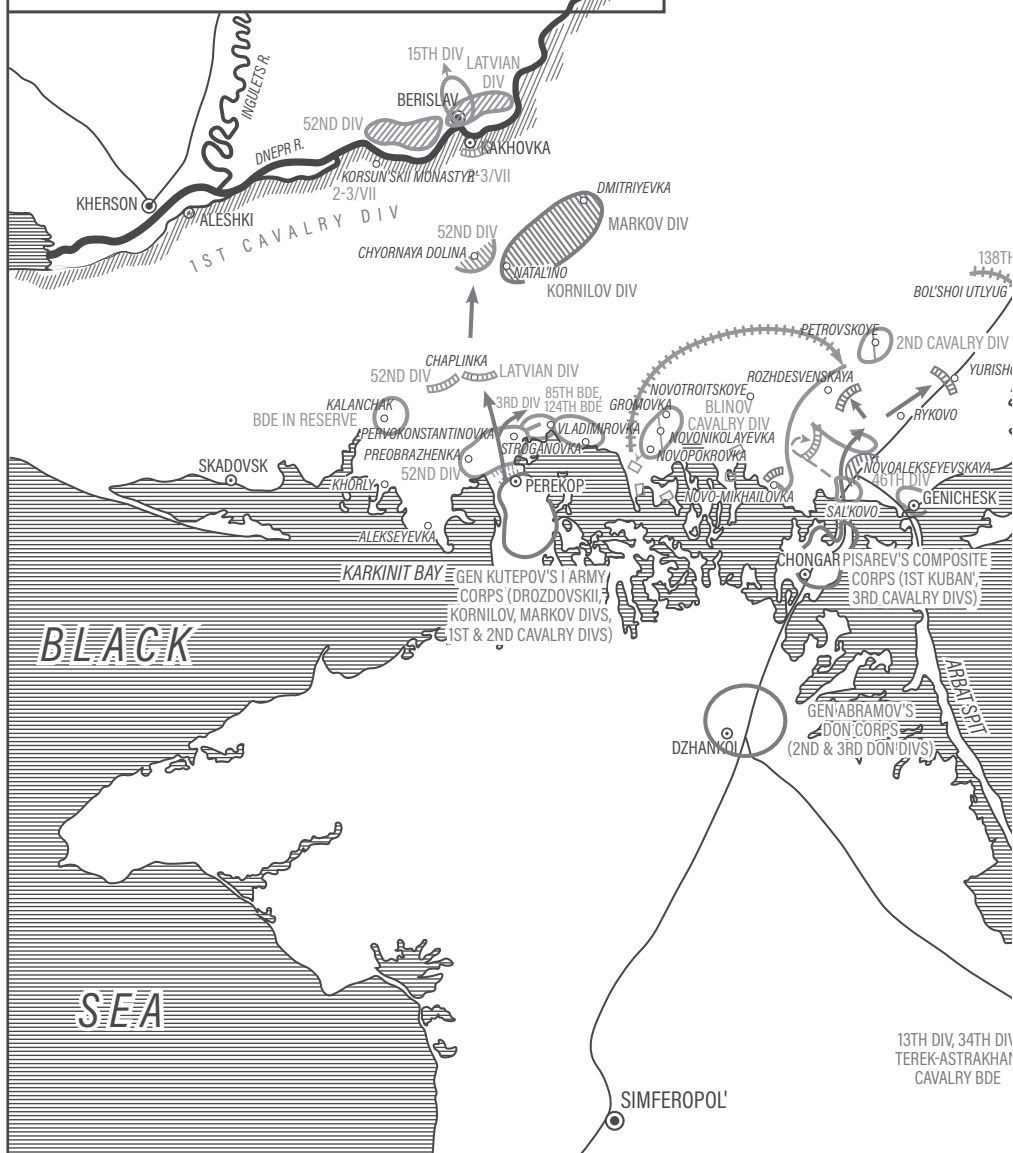 15TH DIV
LATVIAN
DIV
BERISLAV
INGULETS R.
52ND DIV
DNEPR R.
KAKHOVKA
KORSUN'SKII MONASTYR'
2-3/VII
2-3/VII
KHERSON
ALESHKI
1ST CAVALRY DIV
DMITRIYEVKA
MARKOV DIV
52ND DIV
CHYORNAYA DOLINA
NATAL'INO
KORNILOV DIV
138TH
BOL'SHOI UTLYUG
PETROVSKOYE
2ND CAVALRY DIV
CHAPLINKA
52ND DIV
LATVIAN DIV
ROZHDESVENSKAYA
YURISHO
KALANCHAK
BDE IN RESERVE
3RD DIV
85TH BDE,
124TH BDE
NOVOTROITSKOYE
GROMOVKA
BLINOV
CAVALRY DIV
RYKOVO
PERVOKONSTANTINOVKA
VLADIMIROVKA
NOVONIKOLAYEVKA
PREOBRAZHENKA
STROGANOVKA
NOVOPOKROVKA
SKADOVSK
52ND DIV
NOVOALEKSEYEVSKAYA
46TH DIV
KHORLY
PEREKOP
NOVO-MIKHAILOVKA
GENICHESK
SAL'KOVO
ALEKSEYEVKA
CHONGAR
PISAREV'S COMPOSITE
CORPS (1ST KUBAN',
3RD CAVALRY DIVS)
KARKINIT BAY
GEN KUTEPOV'S I ARMY
CORPS (DROZDOVSKII,
KORNILOV, MARKOV DIVS,
1ST & 2ND CAVALRY DIVS)
BLACK
ARBAT SPIT
GEN ABRAMOV'S
DON CORPS
(2ND & 3RD DON DIVS)
DZHANKOI
SEA
13TH DIV, 34TH DIV
TEREK-ASTRAKHAN
CAVALRY BDE
SIMFEROPOL'